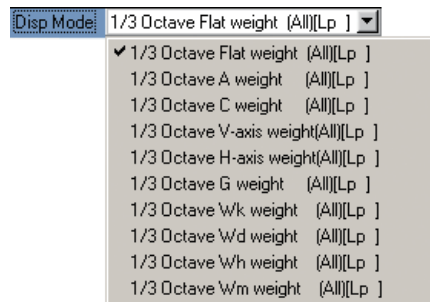 Disp Mode 1/3 Octave Flat weight (All)[Lp ]
✔ 1/3 Octave Flat weight (All)[Lp ]
1/3 Octave A weight (All)[Lp ]
1/3 Octave C weight (All)[Lp ]
1/3 Octave V-axis weight(All)[Lp ]
1/3 Octave H-axis weight(All)[Lp ]
1/3 Octave G weight (All)[Lp ]
1/3 Octave Wk weight (All)[Lp ]
1/3 Octave Wd weight (All)[Lp ]
1/3 Octave Wh weight (All)[Lp ]
1/3 Octave Wm weight (All)[Lp ]